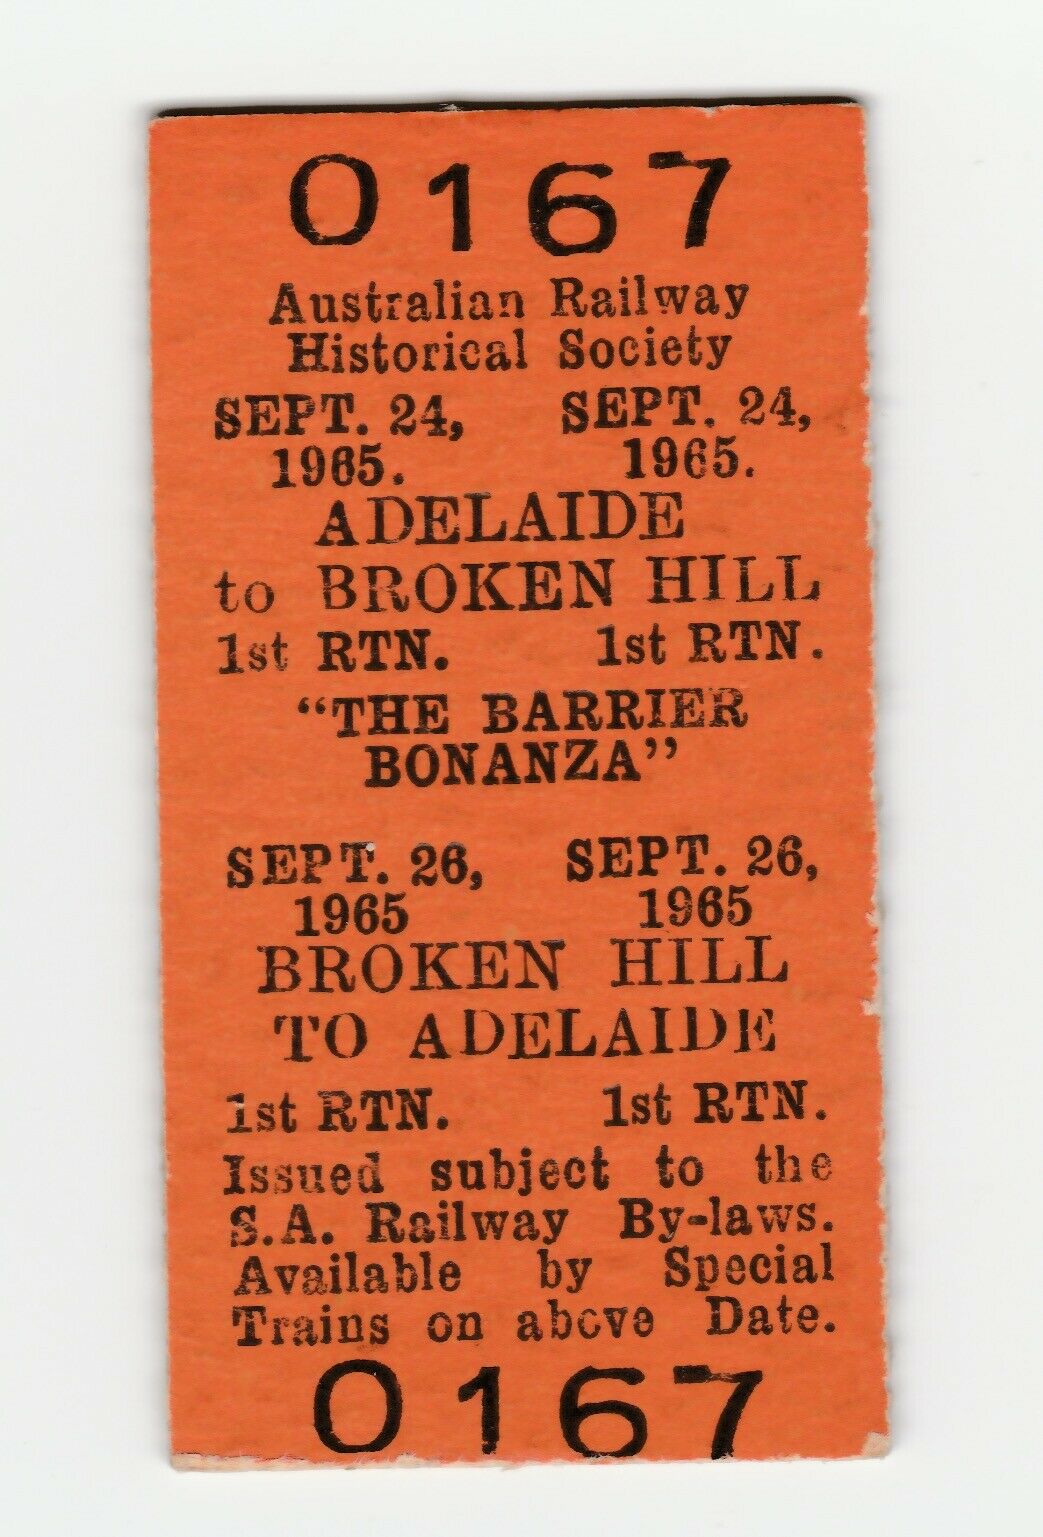 0167
Australian Railway
Historical Society
SEPT. 24, SEPT. 24,
1965. 1965.
ADELAIDE
to BROKEN HILL
1st RTN. 1st RTN.
“THE BARRIER
BONANZA”
SEPT. 26, SEPT. 26,
1965 1965
BROKEN HILL
TO ADELAIDE
1st RTN. 1st RTN.
Issued subject to the
S.A. Railway By-laws.
Available by Special
Trains on above Date.
0167